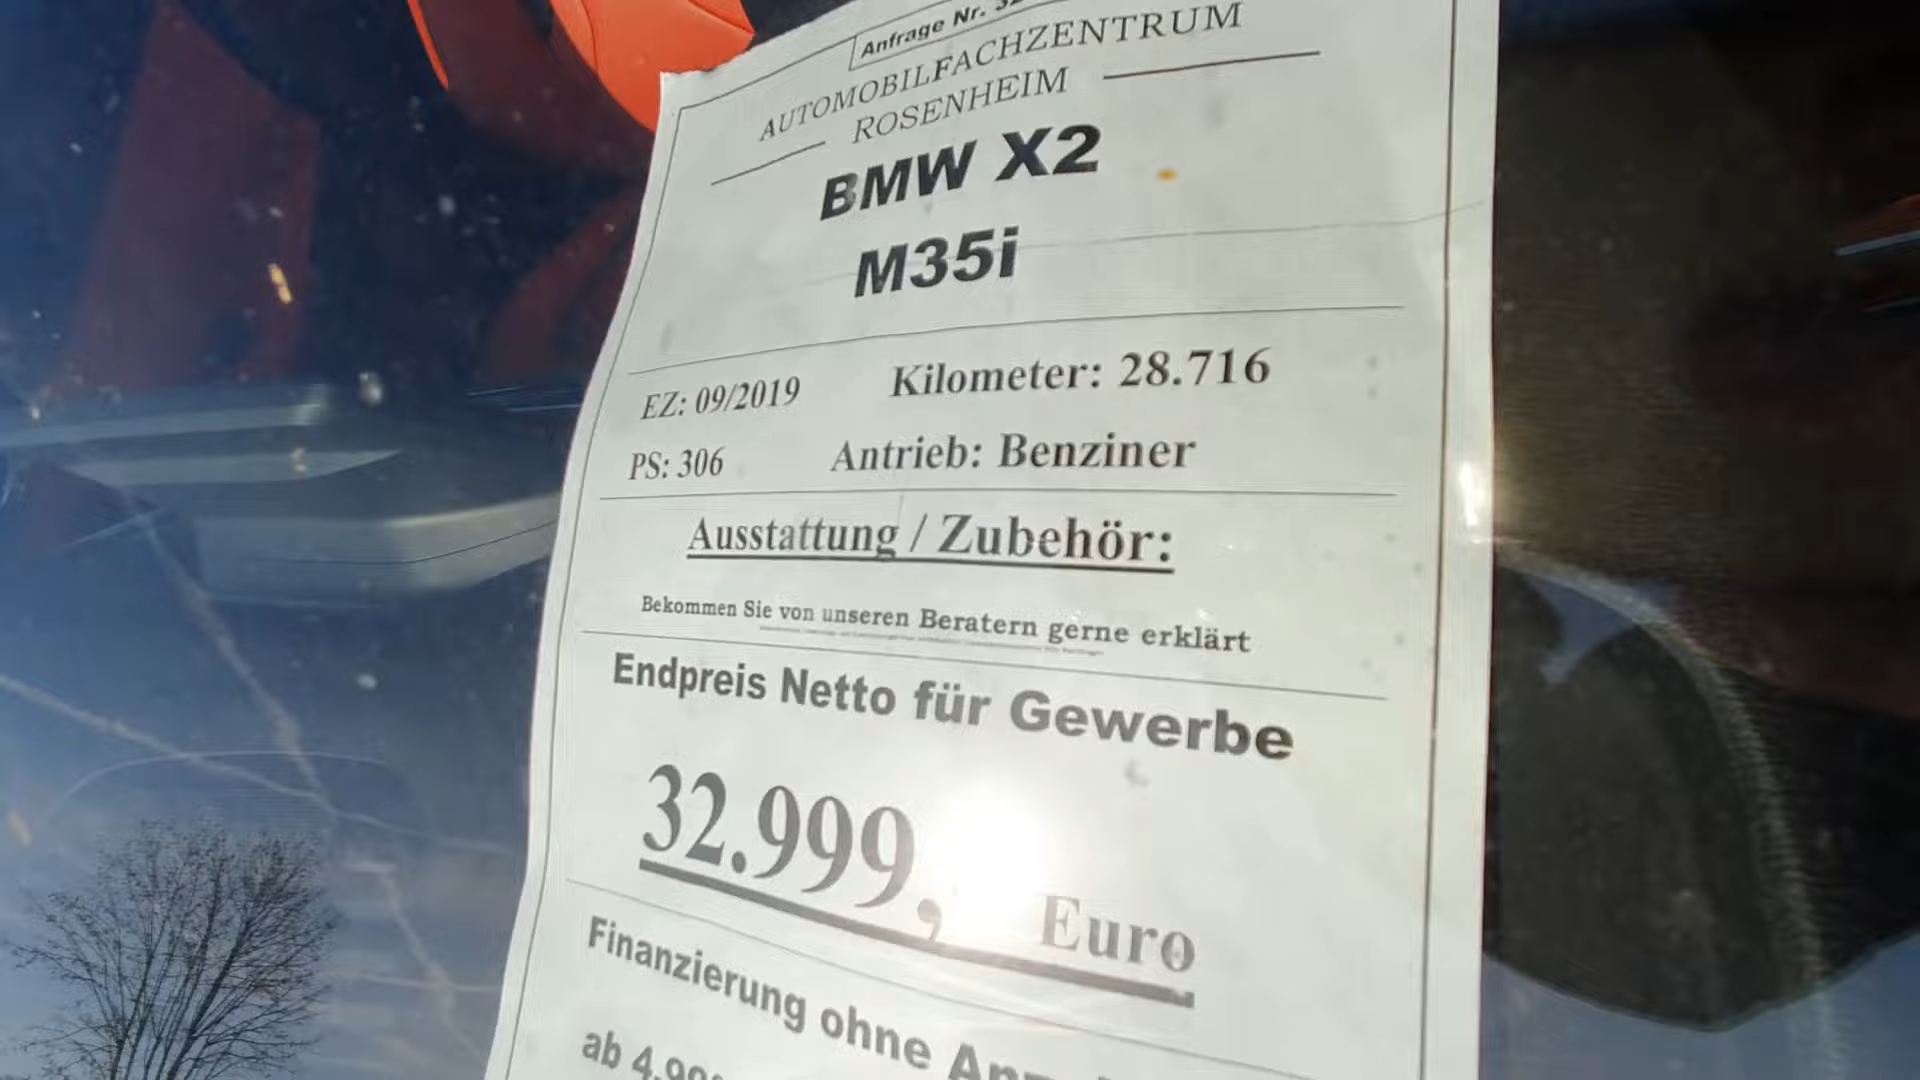 Anfrage Nr.
AUTOMOBILFACHZENTRUM
ROSENHEIM
BMW X2
M35i
EZ: 09/2019 Kilometer: 28.716
PS: 306 Antrieb: Benziner
Ausstattung / Zubehör:
Bekommen Sie von unseren Beratern gerne erklärt
Endpreis Netto für Gewerbe
32.999, Euro
Finanzierung ohne
ab